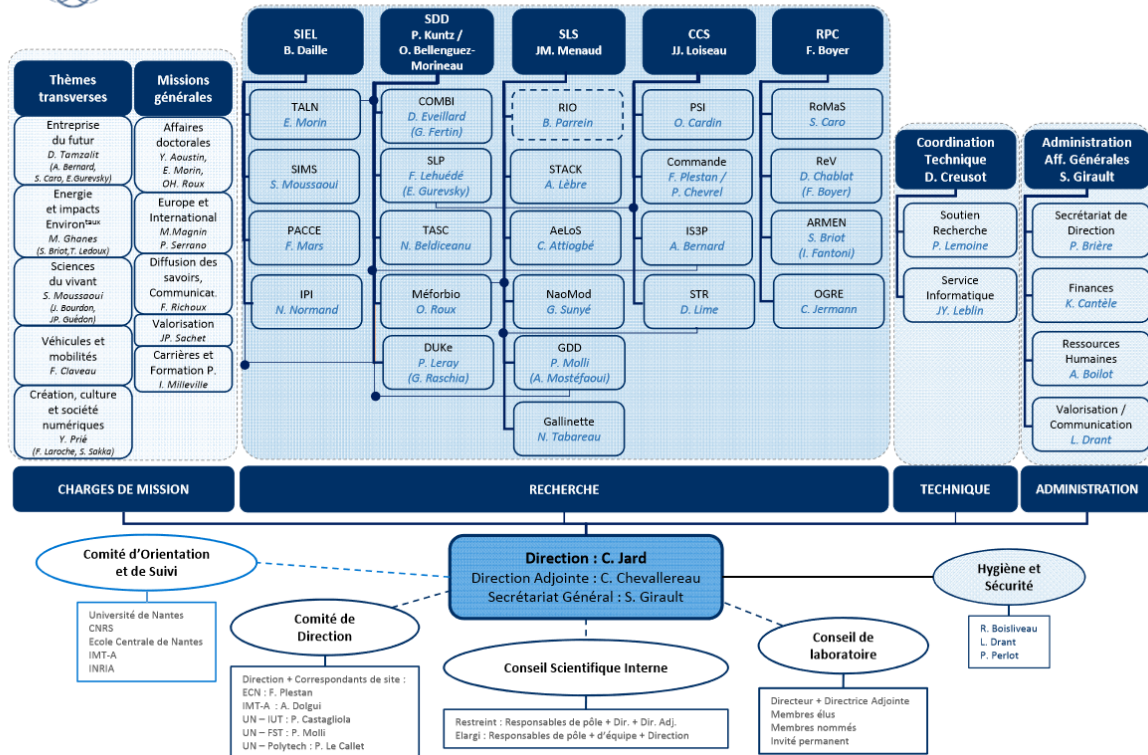 SIEL
B. Daille
SDD
P. Kuntz /
O. Bellenguez-
Morineau
SLS
JM. Menaud
CCS
JJ. Loiseau
RPC
F. Boyer
Thèmes
transverses
Entreprise
du futur
D. Tamzalit
(A. Bernard,
S. Caro, E.Gurevsky)
Energie
et impacts
Environtaux
M. Ghanes
(S. Briot,T. Ledoux)
Sciences
du vivant
S. Moussaoui
(J. Bourdon,
JP. Guédon)
Véhicules et
mobilités
F. Claveau
Création, culture
et société
numériques
Y. Prié
(F. Laroche, S. Sakka)
Missions
générales
Affaires
doctorales
Y. Aoustin,
E. Morin,
OH. Roux
Europe et
International
M.Magnin
P. Serrano
Diffusion des
savoirs,
Communicat.
F. Richoux
Valorisation
JP. Sachet
Carrières et
Formation P.
I. Milleville
TALN
E. Morin
SIMS
S. Moussaoui
PACCE
F. Mars
IPI
N. Normand
COMBI
D. Eveillard
(G. Fertin)
SLP
F. Lehuédé
(E. Gurevsky)
TASC
N. Beldiceanu
Méforbio
O. Roux
DUKe
P. Leray
(G. Raschia)
RIO
B. Parrein
STACK
A. Lèbre
AeLoS
C. Attiogbé
NaoMod
G. Sunyé
GDD
P. Molli
(A. Mostéfaoui)
Gallinette
N. Tabareau
PSI
O. Cardin
Commande
F. Plestan /
P. Chevrel
IS3P
A. Bernard
STR
D. Lime
RoMaS
S. Caro
ReV
D. Chablat
(F. Boyer)
ARMEN
S. Briot
(I. Fantoni)
OGRE
C. Jermann
Coordination
Technique
D. Creusot
Soutien
Recherche
P. Lemoine
Service
Informatique
JY. Leblin
Administration
Aff. Générales
S. Girault
Secrétariat de
Direction
P. Brière
Finances
K. Cantèle
Ressources
Humaines
A. Boilot
Valorisation /
Communication
L. Drant
CHARGES DE MISSION
RECHERCHE
TECHNIQUE
ADMINISTRATION
Direction : C. Jard
Direction Adjointe : C. Chevallereau
Secrétariat Général : S. Girault
Comité d'Orientation
et de Suivi
Université de Nantes
CNRS
Ecole Centrale de Nantes
IMT-A
INRIA
Comité de
Direction
Direction + Correspondants de site :
ECN : F. Plestan
IMT-A : A. Dolgui
UN – IUT : P. Castagliola
UN – FST : P. Molli
UN – Polytech : P. Le Callet
Conseil Scientifique Interne
Restreint : Responsables de pôle + Dir. + Dir. Adj.
Elargi : Responsables de pôle + d'équipe + Direction
Conseil de
laboratoire
Directeur + Directrice Adjointe
Membres élus
Membres nommés
Invité permanent
Hygiène et
Sécurité
R. Boisliveau
L. Drant
P. Perlot